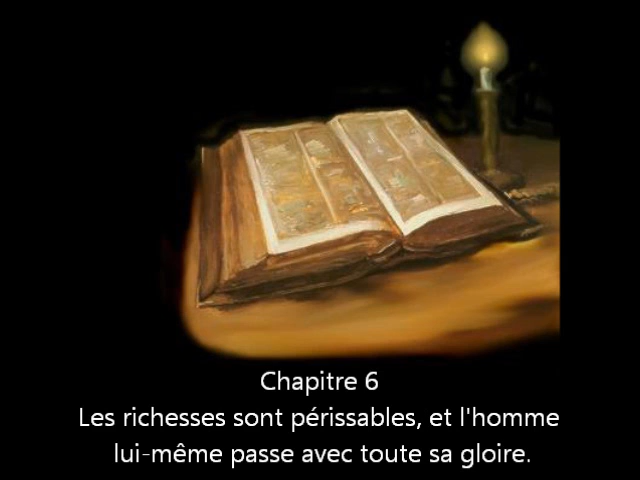 Chapitre 6
Les richesses sont périssables, et l'homme
lui-même passe avec toute sa gloire.